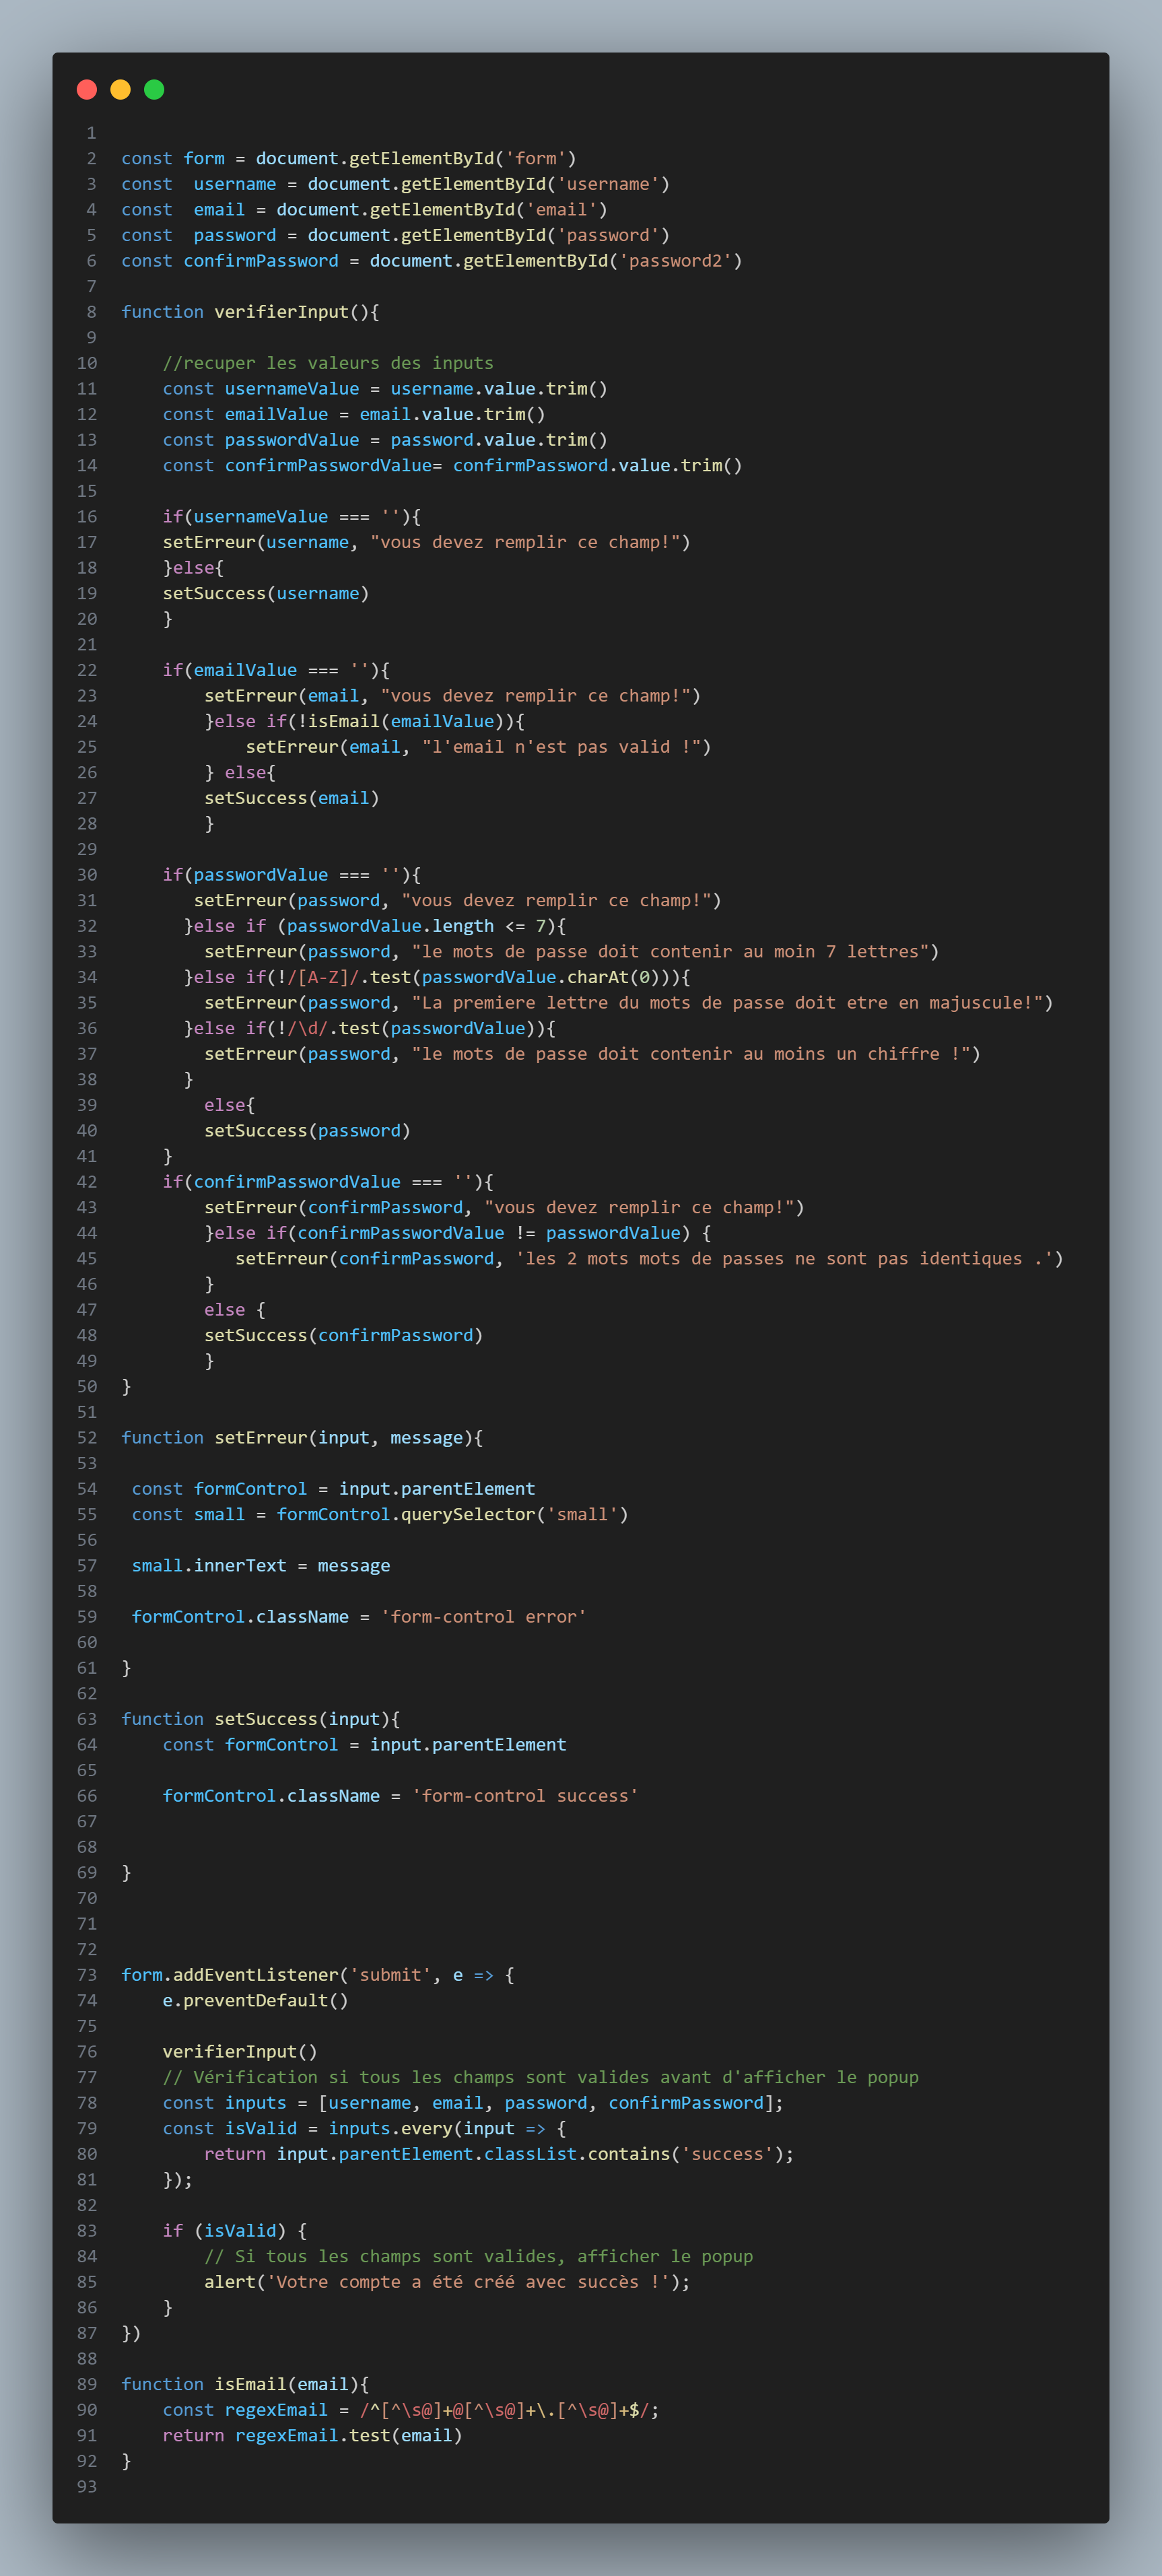 1
2 const form = document.getElementById('form')
3 const  username = document.getElementById('username')
4 const  email = document.getElementById('email')
5 const  password = document.getElementById('password')
6 const confirmPassword = document.getElementById('password2')
7
8 function verifierInput(){
9
10     //recuper les valeurs des inputs
11     const usernameValue = username.value.trim()
12     const emailValue = email.value.trim()
13     const passwordValue = password.value.trim()
14     const confirmPasswordValue= confirmPassword.value.trim()
15
16     if(usernameValue === ''){
17     setErreur(username, "vous devez remplir ce champ!")
18     }else{
19     setSuccess(username)
20     }
21
22     if(emailValue === ''){
23         setErreur(email, "vous devez remplir ce champ!")
24         }else if(!isEmail(emailValue)){
25             setErreur(email, "l'email n'est pas valid !")
26         } else{
27         setSuccess(email)
28         }
29
30     if(passwordValue === ''){
31        setErreur(password, "vous devez remplir ce champ!")
32       }else if (passwordValue.length <= 7){
33         setErreur(password, "le mots de passe doit contenir au moin 7 lettres")
34       }else if(!/[A-Z]/.test(passwordValue.charAt(0))){
35         setErreur(password, "La premiere lettre du mots de passe doit etre en majuscule!")
36       }else if(!/\d/.test(passwordValue)){
37         setErreur(password, "le mots de passe doit contenir au moins un chiffre !")
38       }
39         else{
40         setSuccess(password)
41     }
42     if(confirmPasswordValue === ''){
43         setErreur(confirmPassword, "vous devez remplir ce champ!")
44         }else if(confirmPasswordValue != passwordValue) {
45            setErreur(confirmPassword, 'les 2 mots mots de passes ne sont pas identiques .')
46         }
47         else {
48         setSuccess(confirmPassword)
49         }
50 }
51
52 function setErreur(input, message){
53
54  const formControl = input.parentElement
55  const small = formControl.querySelector('small')
56
57  small.innerText = message
58
59  formControl.className = 'form-control error'
60
61 }
62
63 function setSuccess(input){
64     const formControl = input.parentElement
65
66     formControl.className = 'form-control success'
67
68
69 }
70
71
72
73 form.addEventListener('submit', e => {
74     e.preventDefault()
75
76     verifierInput()
77     // Vérification si tous les champs sont valides avant d'afficher le popup
78     const inputs = [username, email, password, confirmPassword];
79     const isValid = inputs.every(input => {
80         return input.parentElement.classList.contains('success');
81     });
82
83     if (isValid) {
84         // Si tous les champs sont valides, afficher le popup
85         alert('Votre compte a été créé avec succès !');
86     }
87 })
88
89 function isEmail(email){
90     const regexEmail = /^[^\s@]+@[^\s@]+\.[^\s@]+$/;
91     return regexEmail.test(email)
92 }
93